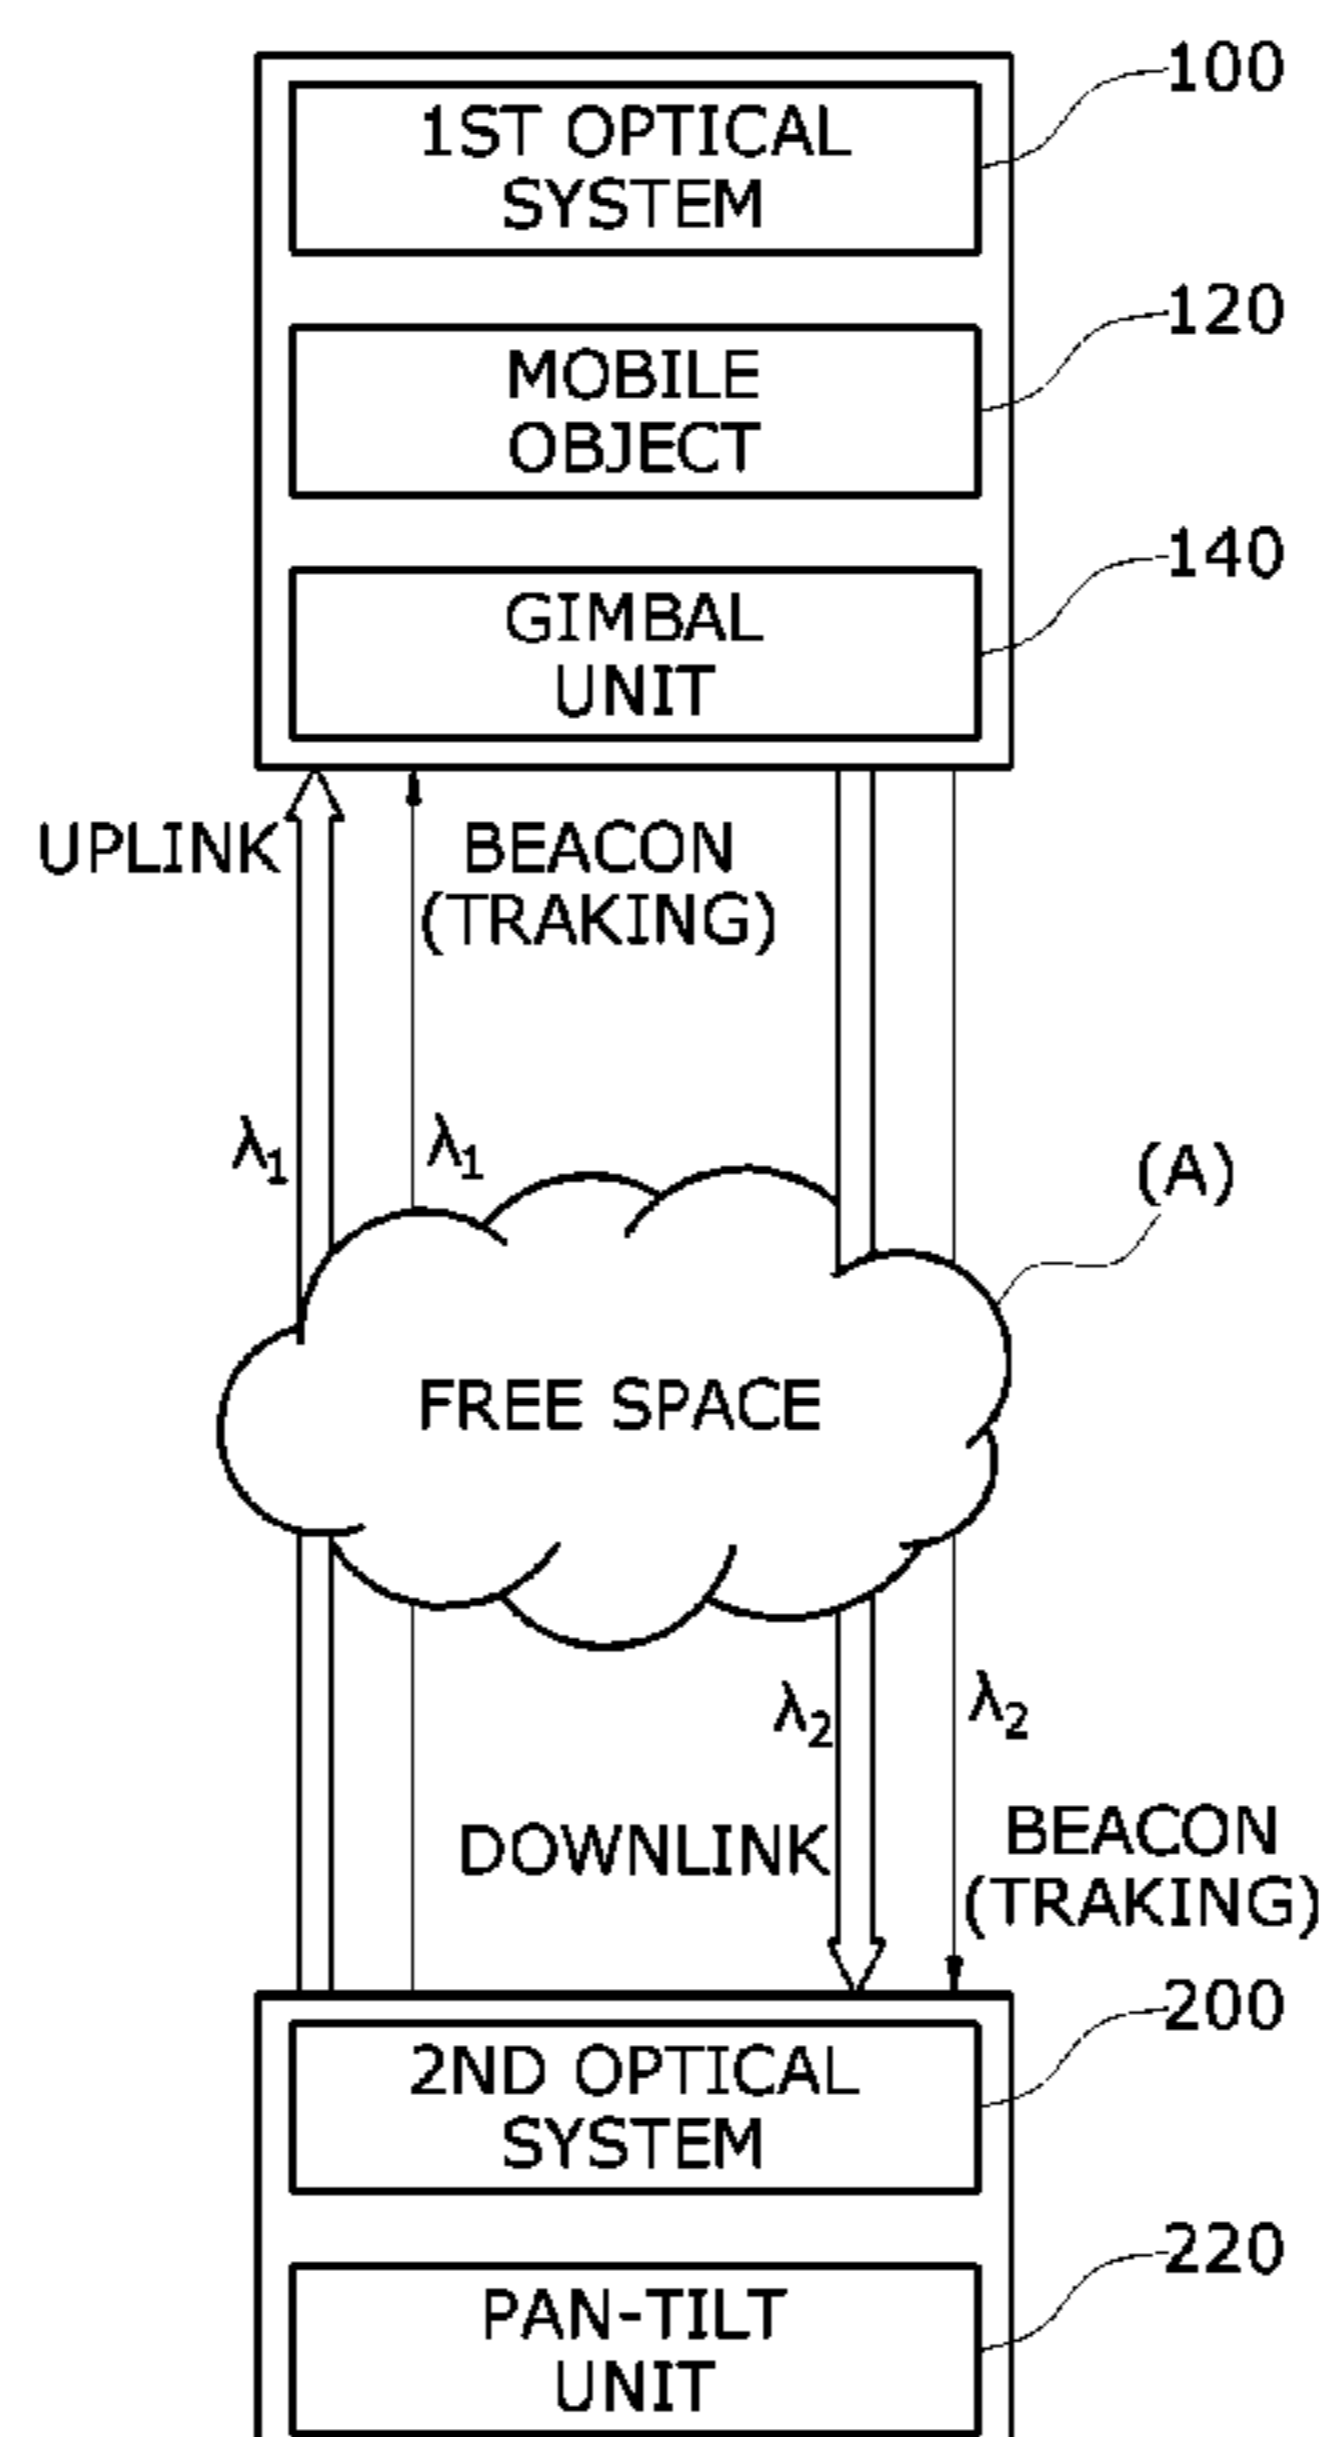 100
1ST OPTICAL
SYSTEM
120
MOBILE
OBJECT
140
GIMBAL
UNIT
UPLINK
BEACON
(TRAKING)
λ1
λ1
(A)
FREE SPACE
λ2
λ2
DOWNLINK
BEACON
(TRAKING)
200
2ND OPTICAL
SYSTEM
220
PAN-TILT
UNIT